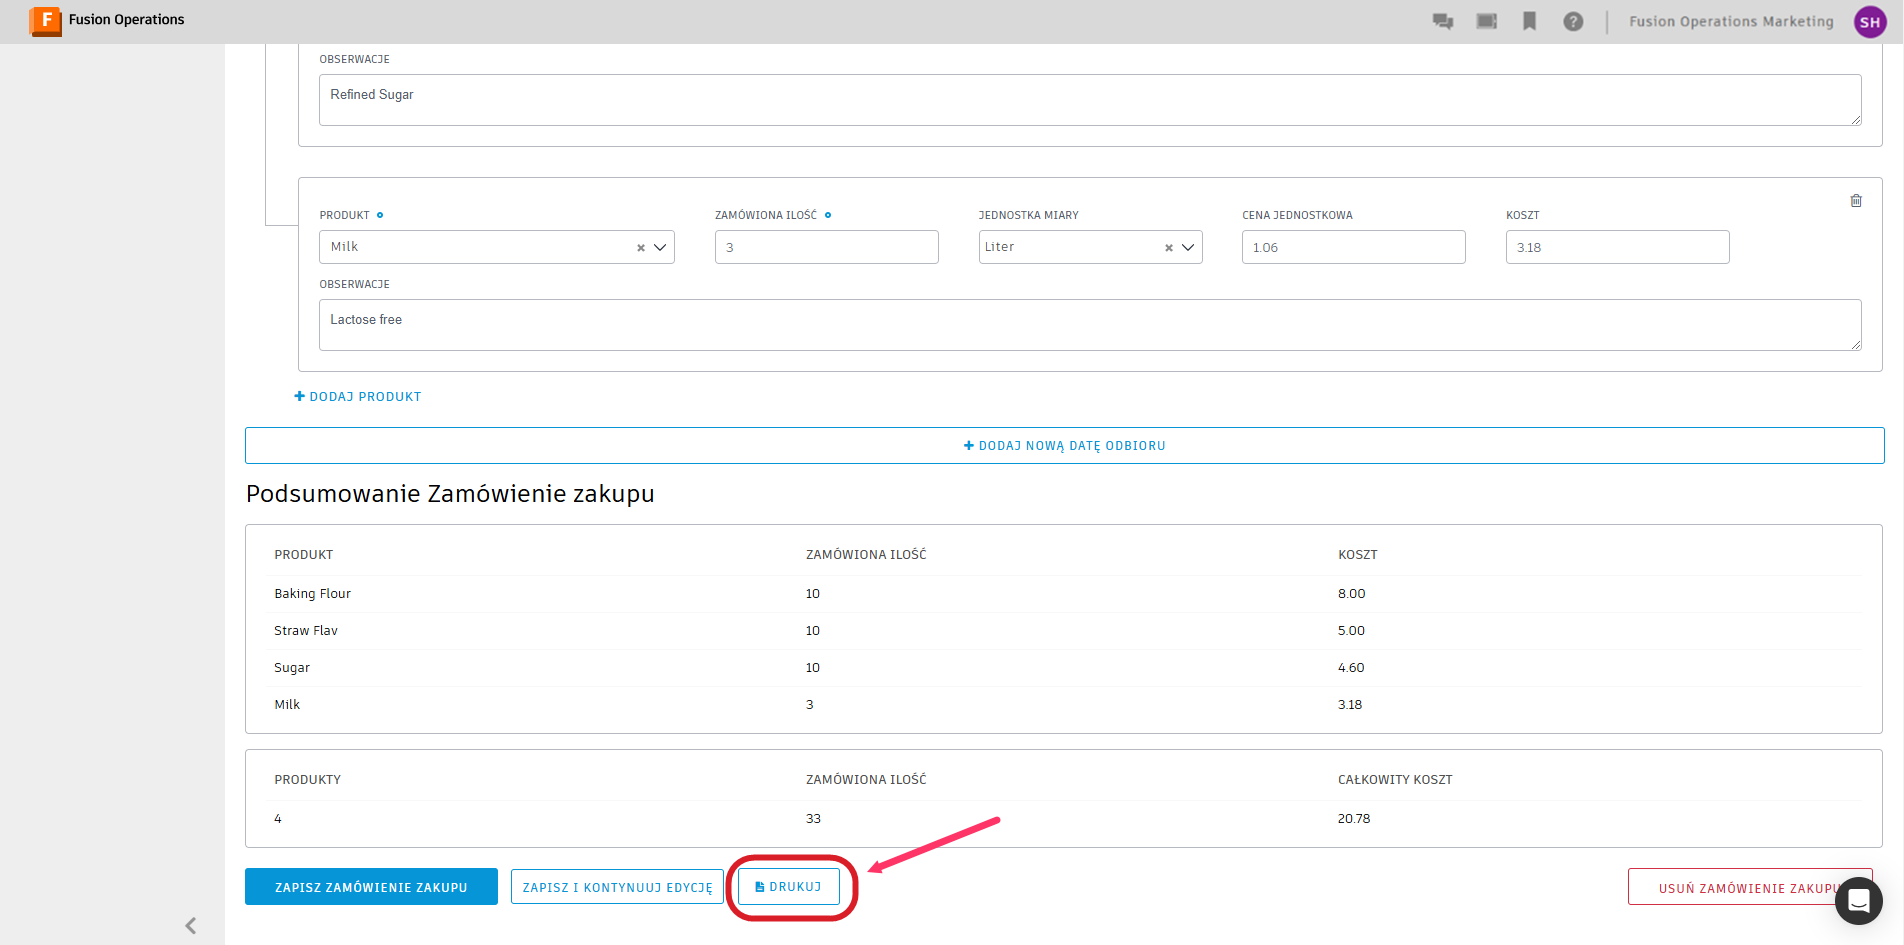 F Fusion Operations
Fusion Operations Marketing SH
OBSERWACJE
Refined Sugar
PRODUKT ZAMÓWIONA ILOŚĆ JEDNOSTKA MIARY CENA JEDNOSTKOWA KOSZT
Milk 3 Liter 1.06 3.18
OBSERWACJE
Lactose free
DODAJ PRODUKT
DODAJ NOWĄ DATĘ ODBIORU
Podsumowanie Zamówienie zakupu
PRODUKT ZAMÓWIONA ILOŚĆ KOSZT
Baking Flour 10 8.00
Straw Flav 10 5.00
Sugar 10 4.60
Milk 3 3.18
PRODUKTY ZAMÓWIONA ILOŚĆ CAŁKOWITY KOSZT
4 33 20.78
ZAPISZ ZAMÓWIENIE ZAKUPU ZAPISZ I KONTYNUUJ EDYCJĘ DRUKUJ USUŃ ZAMÓWIENIE ZAKUPU